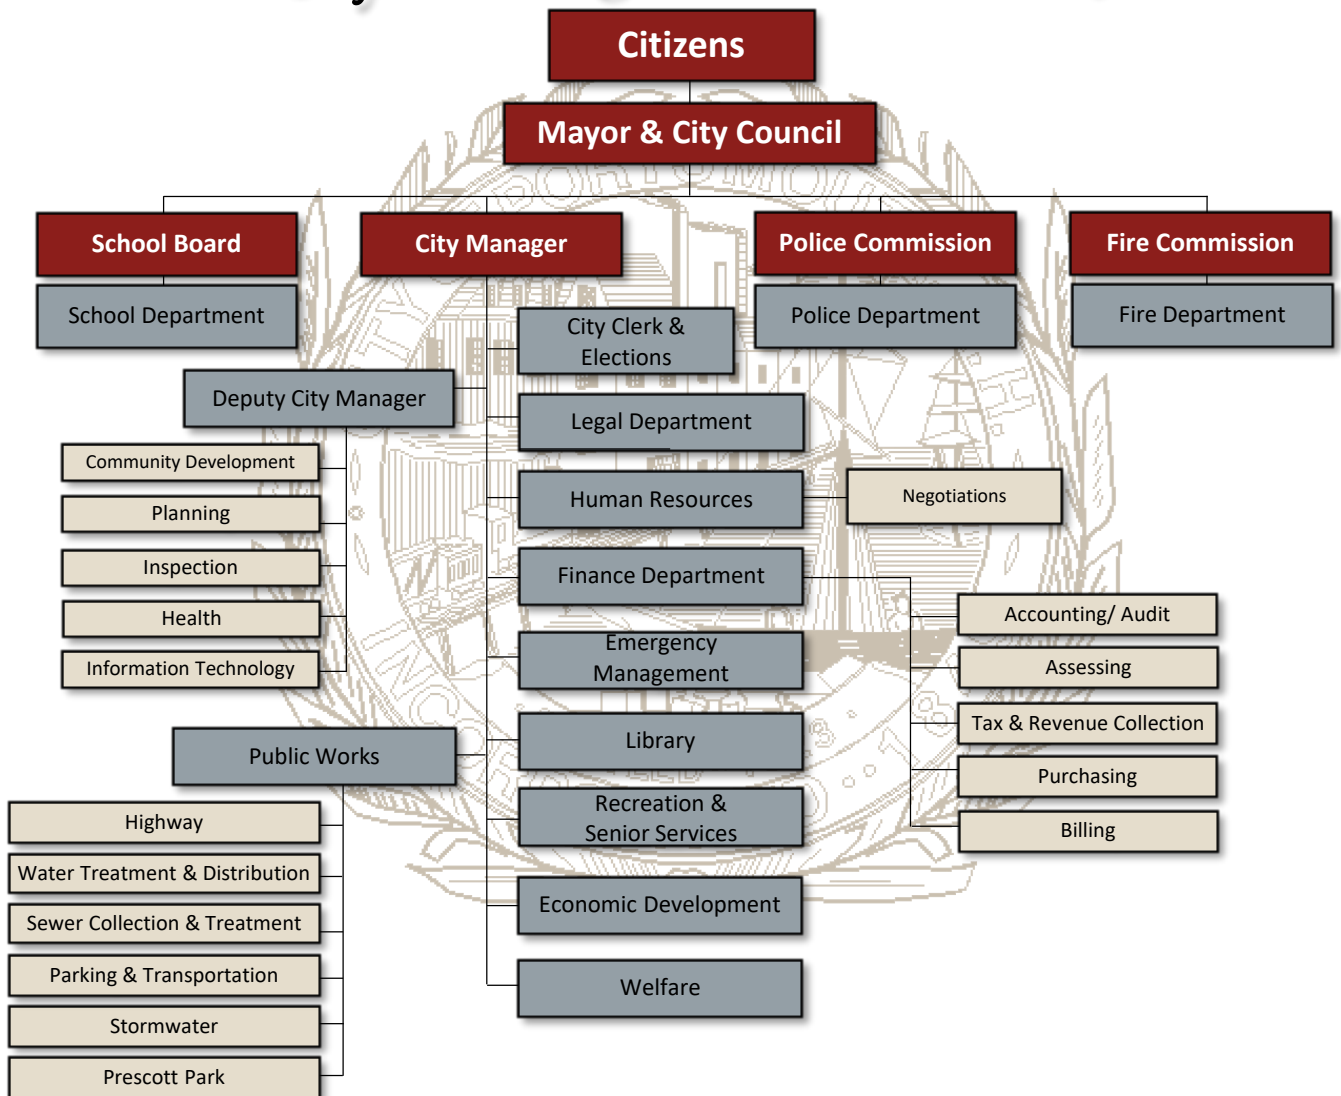 Citizens
Mayor & City Council
School Board
City Manager
Police Commission
Fire Commission
School Department
Police Department
Fire Department
City Clerk &
Elections
Deputy City Manager
Legal Department
Community Development
Planning
Inspection
Health
Information Technology
Human Resources
Negotiations
Finance Department
Accounting/ Audit
Assessing
Tax & Revenue Collection
Purchasing
Billing
Emergency
Management
Library
Public Works
Recreation &
Senior Services
Economic Development
Welfare
Highway
Water Treatment & Distribution
Sewer Collection & Treatment
Parking & Transportation
Stormwater
Prescott Park